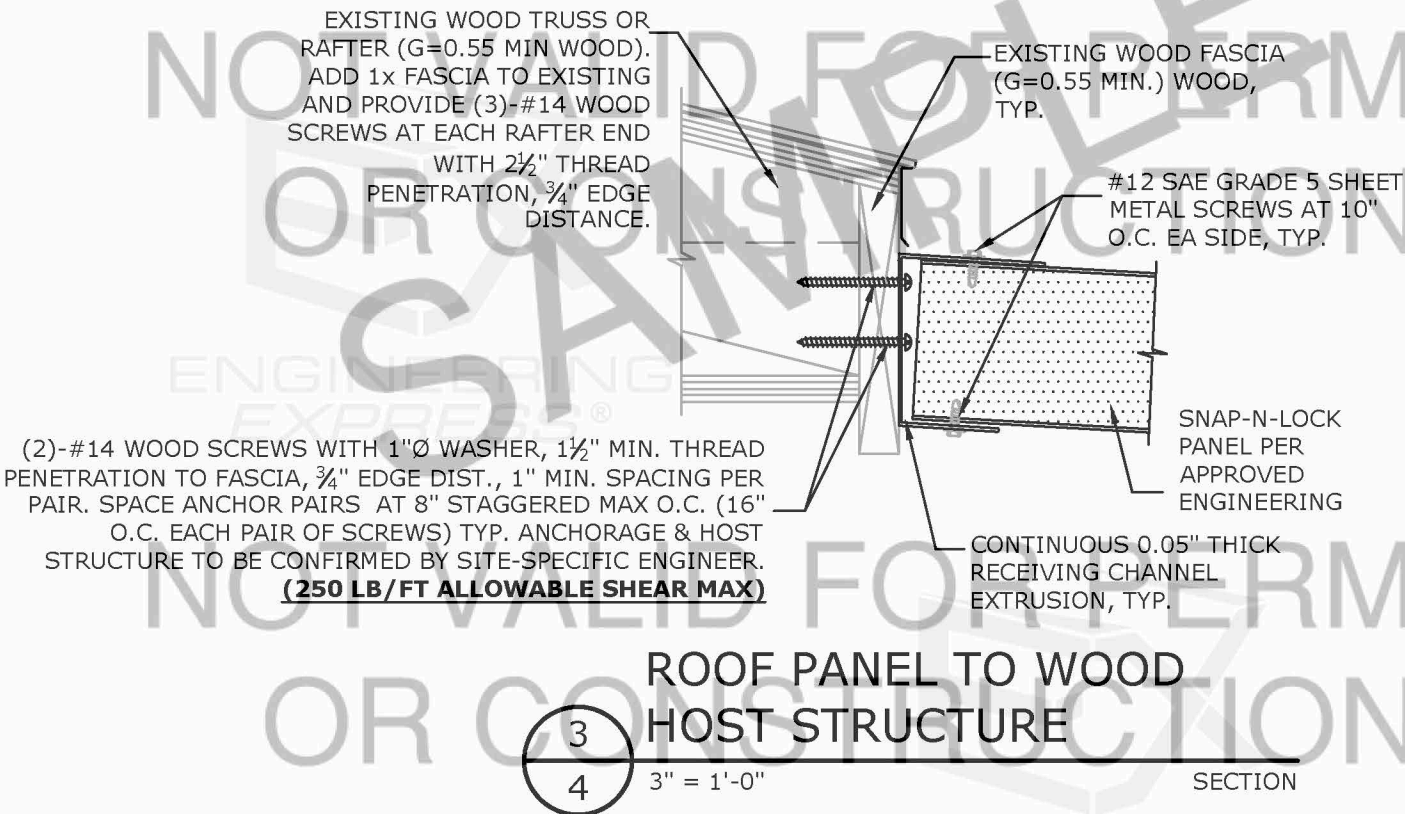 EXISTING WOOD TRUSS OR
RAFTER (G=0.55 MIN WOOD).
ADD 1x FASCIA TO EXISTING
AND PROVIDE (3)-#14 WOOD
SCREWS AT EACH RAFTER END
WITH 2½" THREAD
PENETRATION, ¾" EDGE
DISTANCE.
EXISTING WOOD FASCIA
(G=0.55 MIN.) WOOD,
TYP.
#12 SAE GRADE 5 SHEET
METAL SCREWS AT 10"
O.C. EA SIDE, TYP.
(2)-#14 WOOD SCREWS WITH 1"Ø WASHER, 1½" MIN. THREAD
PENETRATION TO FASCIA, ¾" EDGE DIST., 1" MIN. SPACING PER
PAIR. SPACE ANCHOR PAIRS AT 8" STAGGERED MAX O.C. (16"
O.C. EACH PAIR OF SCREWS) TYP. ANCHORAGE & HOST
STRUCTURE TO BE CONFIRMED BY SITE-SPECIFIC ENGINEER.
(250 LB/FT ALLOWABLE SHEAR MAX)
SNAP-N-LOCK
PANEL PER
APPROVED
ENGINEERING
CONTINUOUS 0.05" THICK
RECEIVING CHANNEL
EXTRUSION, TYP.
ROOF PANEL TO WOOD
HOST STRUCTURE
3
4
3" = 1'-0"
SECTION
NOT VALID FOR PERM
OR CONSTRUCTION
SAMPLE
ENGINEERING
EXPRESS®
NOT VALID FOR PERM
OR CONSTRUCTION